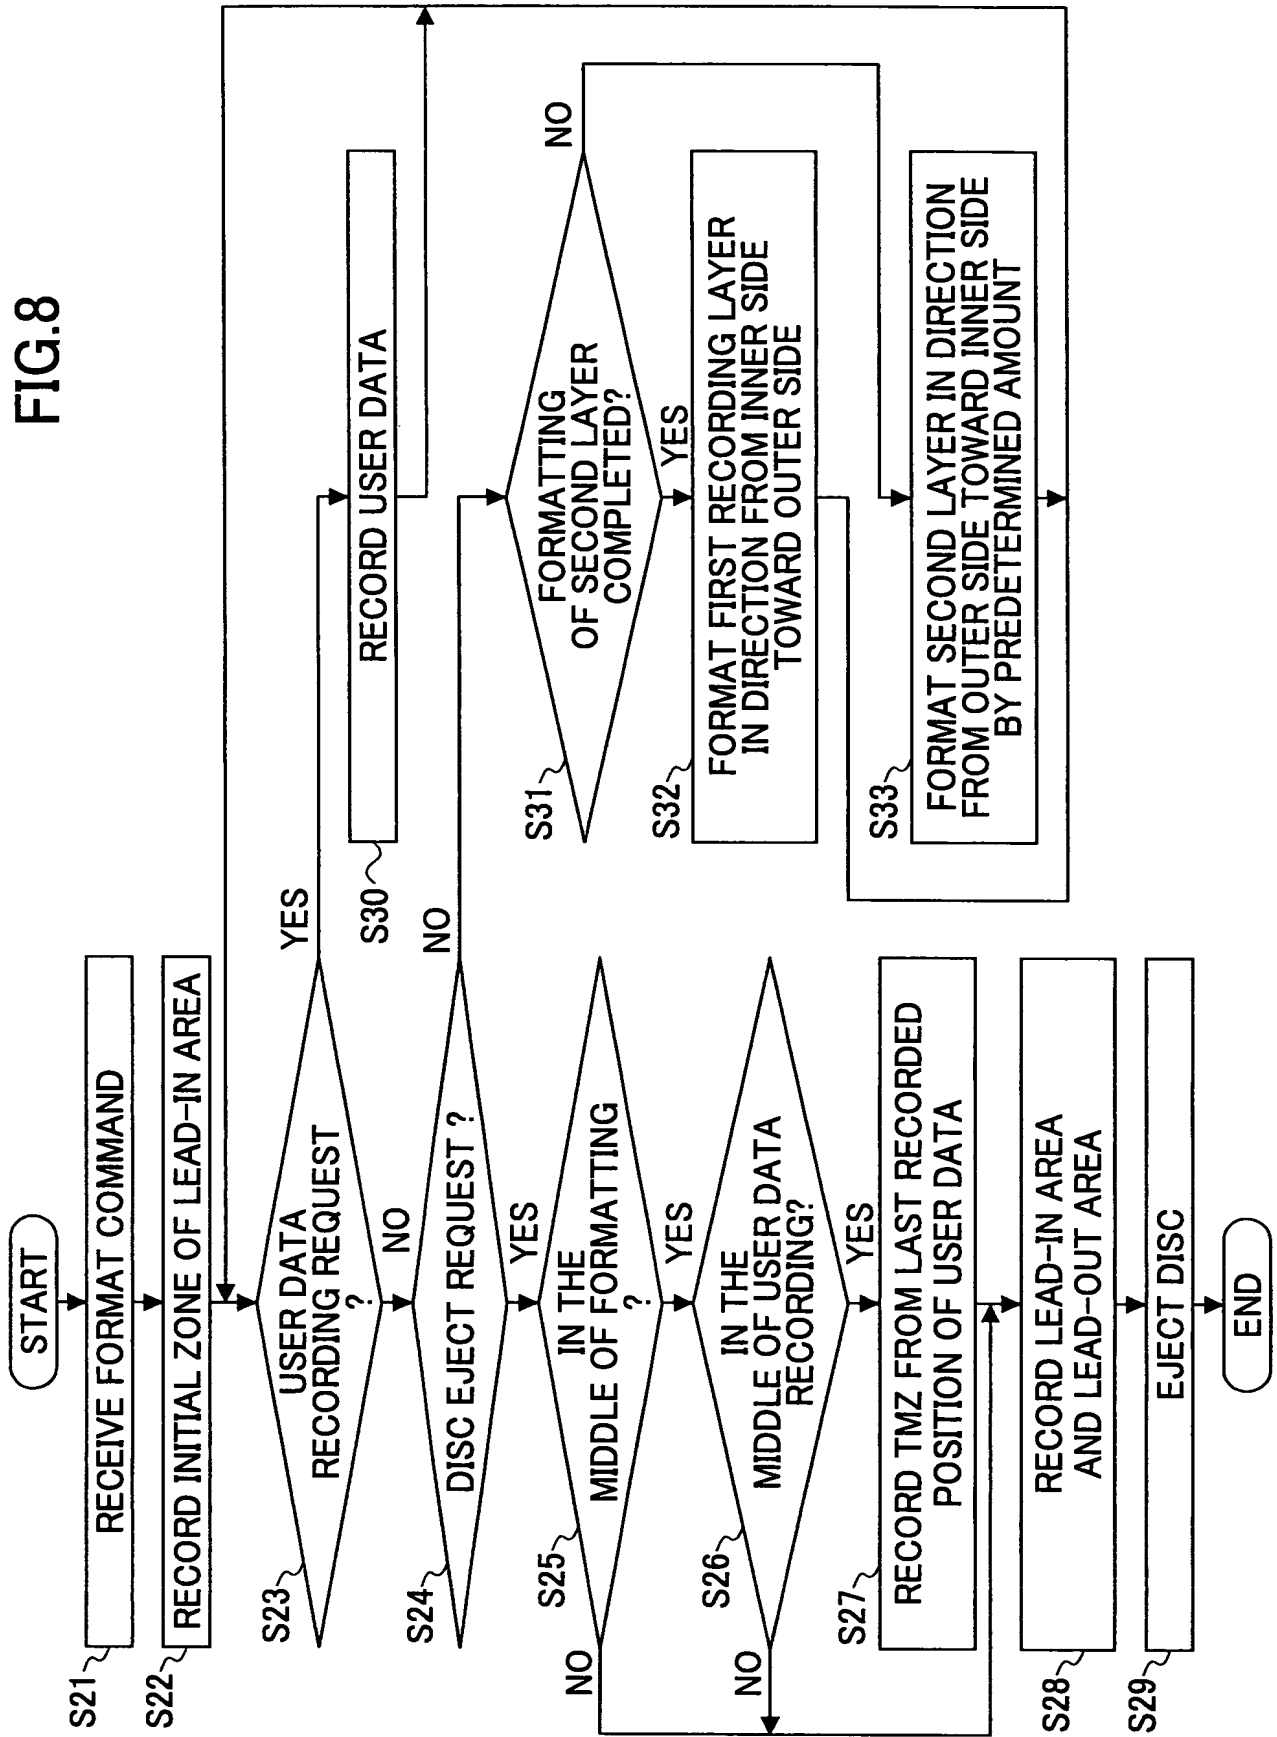 FIG.8
START
S21
RECEIVE FORMAT COMMAND
S22
RECORD INITIAL ZONE OF LEAD-IN AREA
S23
USER DATA
RECORDING REQUEST
?
YES
NO
S24
DISC EJECT REQUEST ?
NO
YES
S25
IN THE
MIDDLE OF FORMATTING
?
NO
YES
S26
IN THE
MIDDLE OF USER DATA
RECORDING?
NO
YES
S27
RECORD TMZ FROM LAST RECORDED
POSITION OF USER DATA
S28
RECORD LEAD-IN AREA
AND LEAD-OUT AREA
S29
EJECT DISC
END
S30
RECORD USER DATA
S31
FORMATTING
OF SECOND LAYER
COMPLETED?
NO
YES
S32
FORMAT FIRST RECORDING LAYER
IN DIRECTION FROM INNER SIDE
TOWARD OUTER SIDE
S33
FORMAT SECOND LAYER IN DIRECTION
FROM OUTER SIDE TOWARD INNER SIDE
BY PREDETERMINED AMOUNT